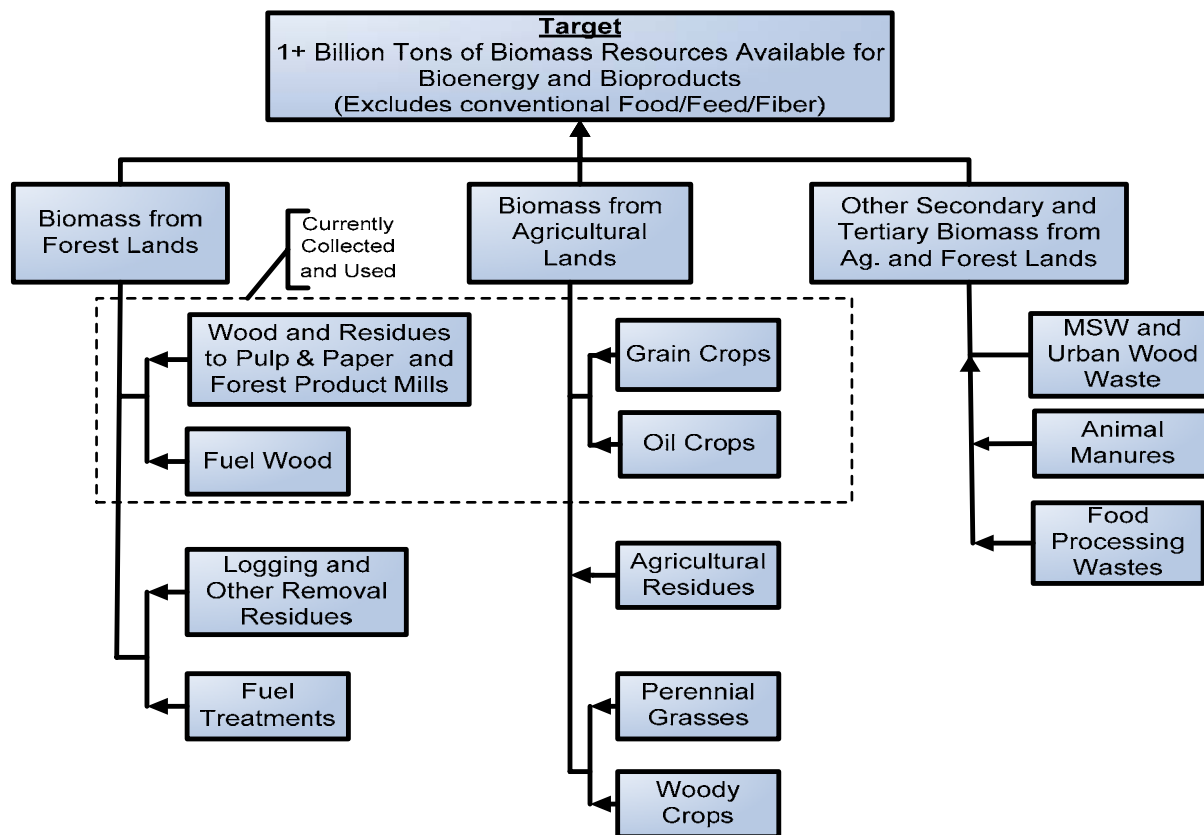 Target
1+ Billion Tons of Biomass Resources Available for
Bioenergy and Bioproducts
(Excludes conventional Food/Feed/Fiber)
Biomass from
Forest Lands
Currently
Collected
and Used
Biomass from
Agricultural
Lands
Other Secondary and
Tertiary Biomass from
Ag. and Forest Lands
Wood and Residues
to Pulp & Paper and
Forest Product Mills
Fuel Wood
Grain Crops
Oil Crops
MSW and
Urban Wood
Waste
Animal
Manures
Food
Processing
Wastes
Logging and
Other Removal
Residues
Fuel
Treatments
Agricultural
Residues
Perennial
Grasses
Woody
Crops